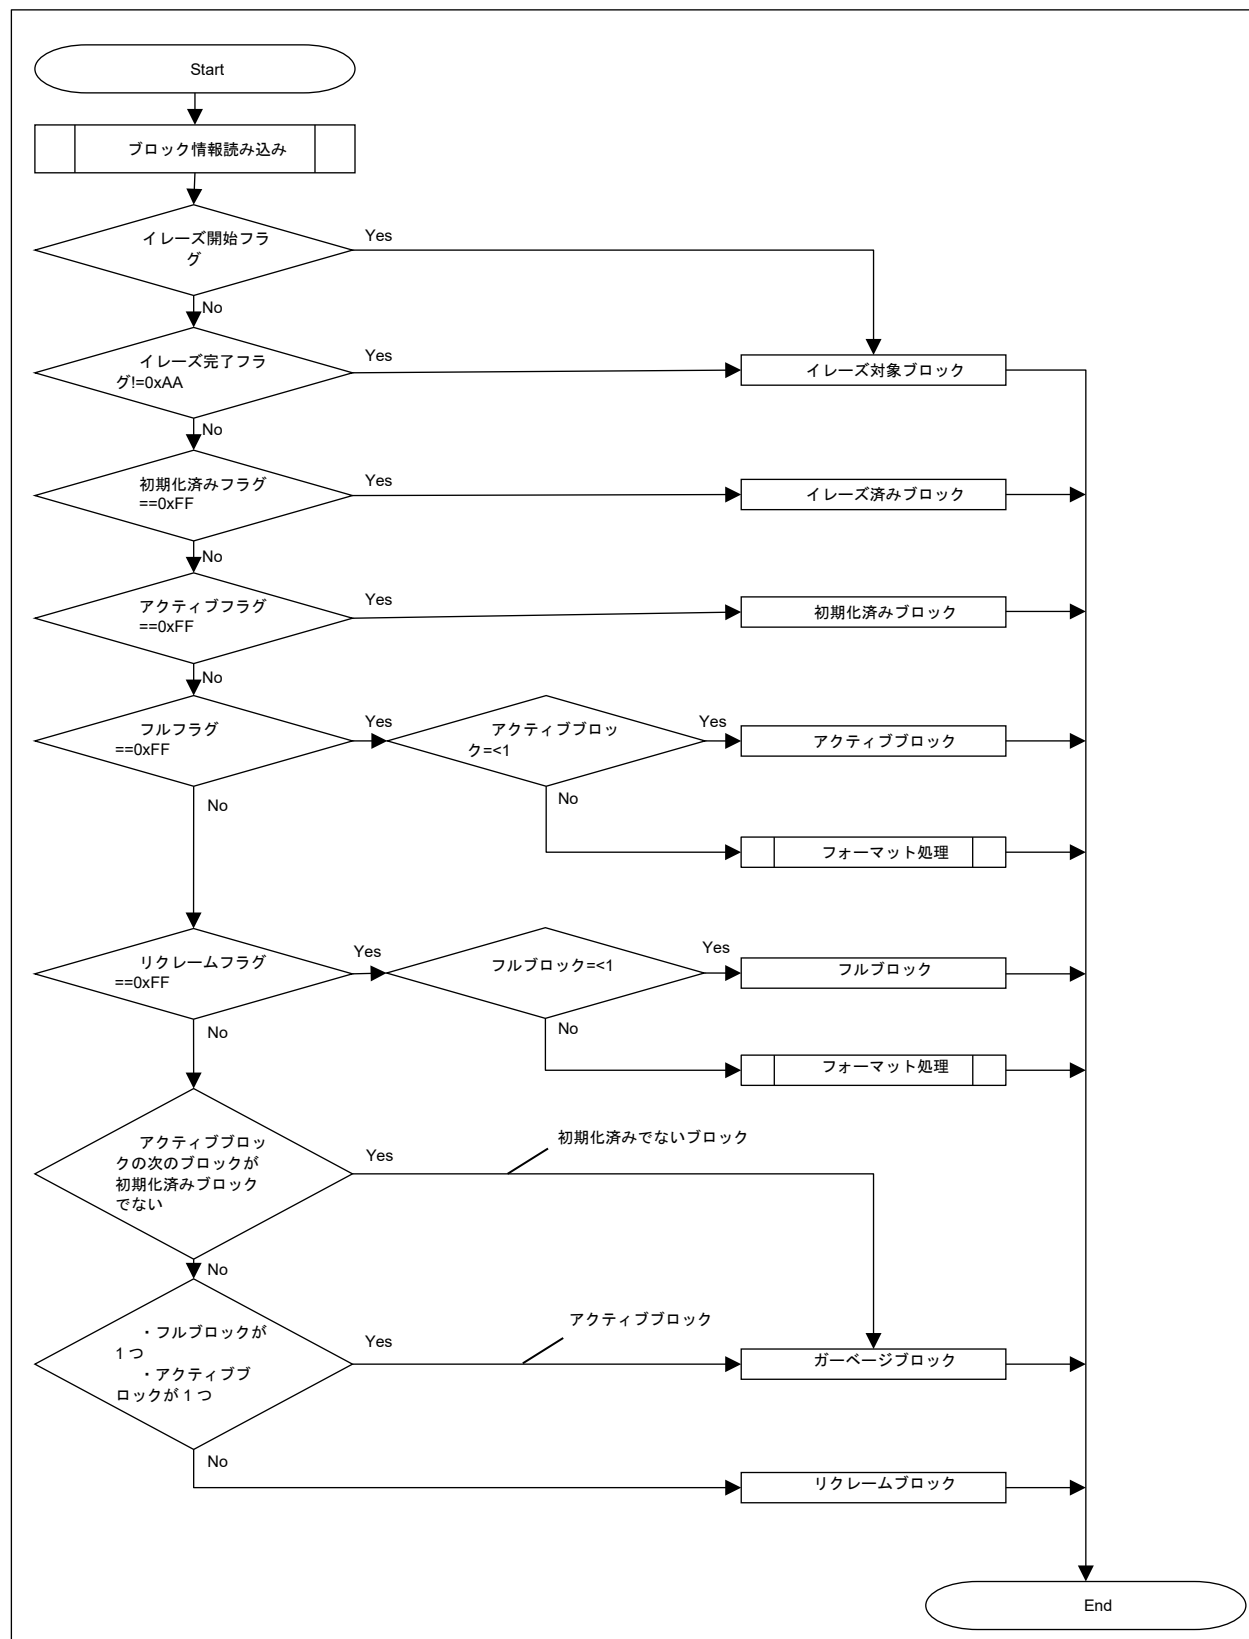 Start
ブロック情報読み込み
イレーズ開始フラ
グ
Yes
No
イレーズ完了フラ
グ!=0xAA
Yes
イレーズ対象ブロック
No
初期化済みフラグ
==0xFF
Yes
イレーズ済みブロック
No
アクティブフラグ
==0xFF
Yes
初期化済みブロック
No
フルフラグ
==0xFF
Yes
アクティブブロッ
ク=<1
Yes
アクティブブロック
No
No
フォーマット処理
リクレームフラグ
==0xFF
Yes
フルブロック=<1
Yes
フルブロック
No
No
フォーマット処理
アクティブブロッ
クの次のブロックが
初期化済みブロック
でない
Yes
初期化済みでないブロック
No
・フルブロックが
1つ
・アクティブブ
ロックが1つ
Yes
アクティブブロック
ガーベージブロック
No
リクレームブロック
End